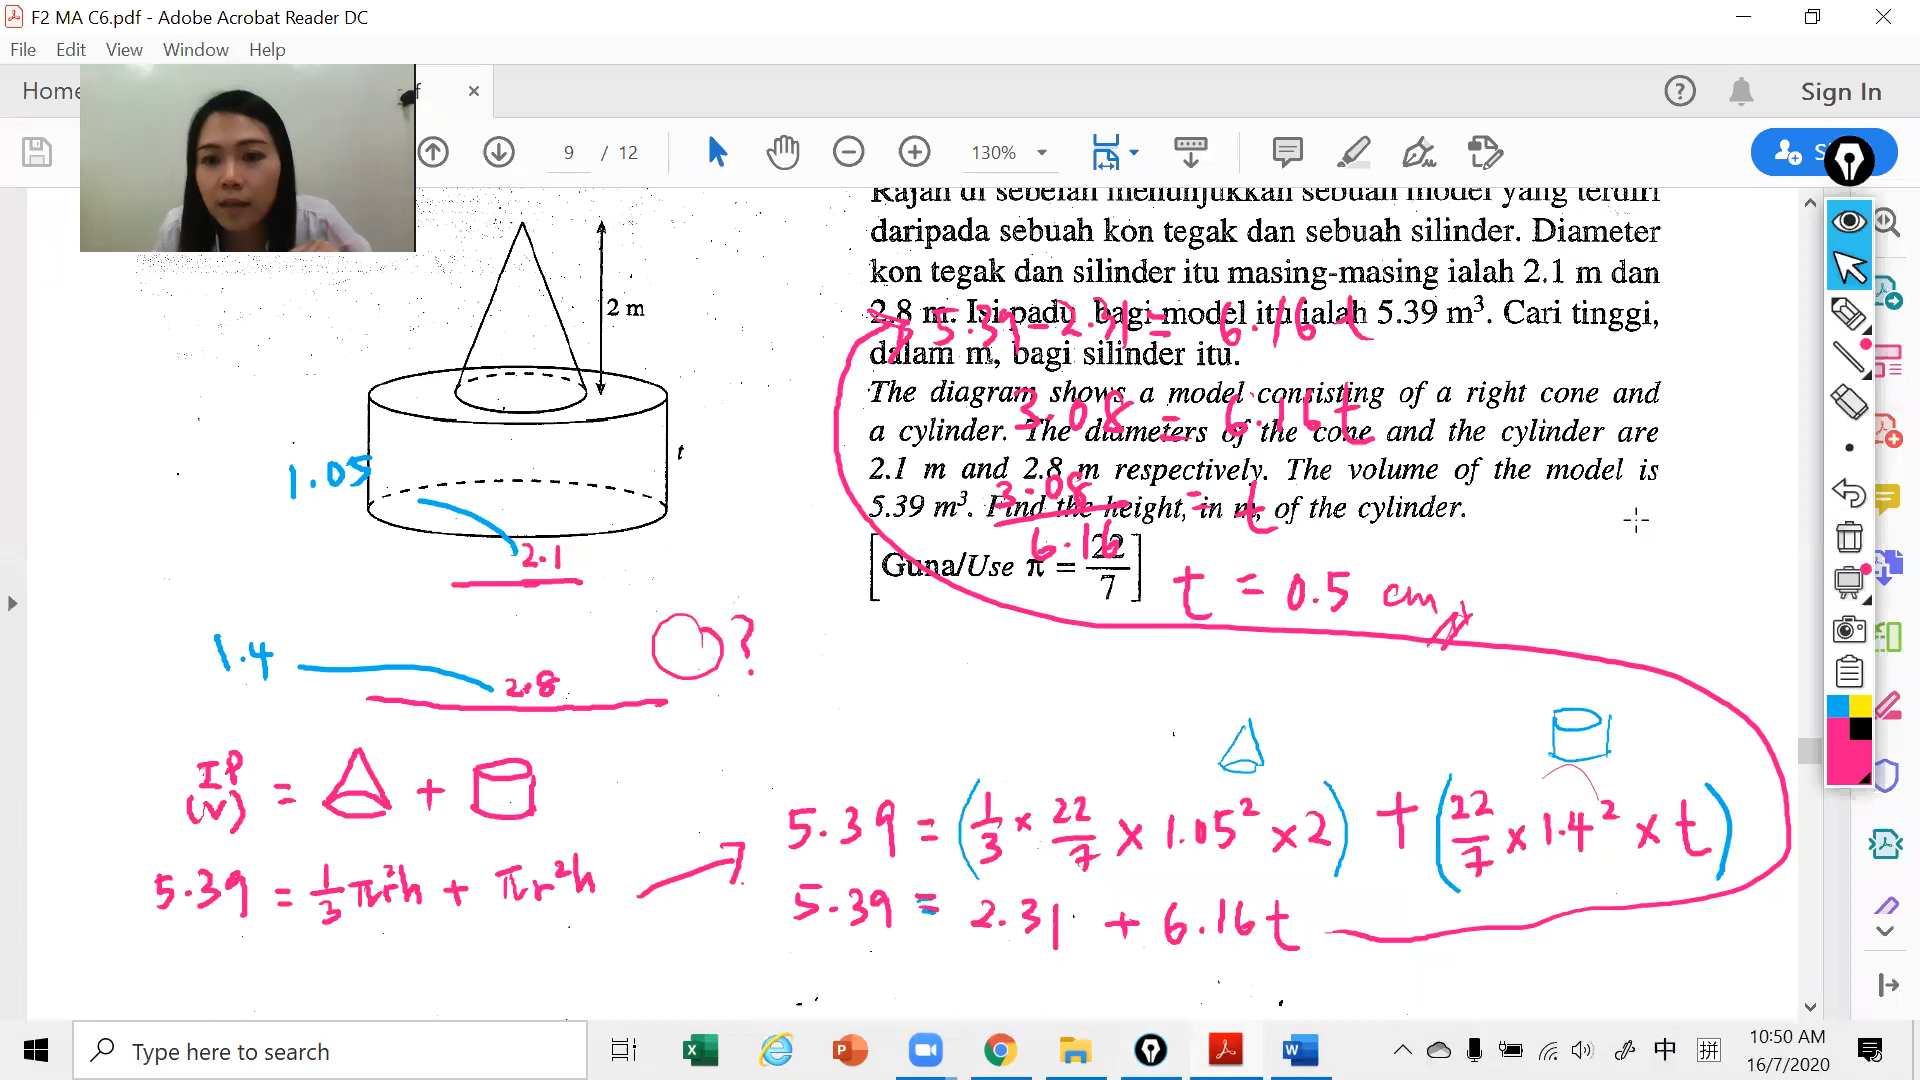 F2 MA C6.pdf - Adobe Acrobat Reader DC
File Edit View Window Help
Home
f
Sign In
9 / 12
130%
S
Rajah di sebelah menunjukkan sebuah model yang terdiri
daripada sebuah kon tegak dan sebuah silinder. Diameter
kon tegak dan silinder itu masing-masing ialah 2.1 m dan
2.8 m. Isi padu bagi model itu ialah 5.39 m³. Cari tinggi,
dalam m, bagi silinder itu.
The diagram shows a model consisting of a right cone and
a cylinder. The diameters of the cone and the cylinder are
2.1 m and 2.8 m respectively. The volume of the model is
5.39 m³. Find the height, in m, of the cylinder.
[Guna/Use π = 22/7]
2 m
t
1.05
2.1
1.4
2.8
?
IP
(V) = +
5.39 = 1/3 πr²h + πr²h
5.39 = (1/3 × 22/7 × 1.05² × 2) + (22/7 × 1.4² × t)
5.39 = 2.31 + 6.16t
5.39 - 2.31 = 6.16t
3.08 = 6.16t
3.08/6.16 = t
t = 0.5 cm
Type here to search
中
拼
10:50 AM
16/7/2020